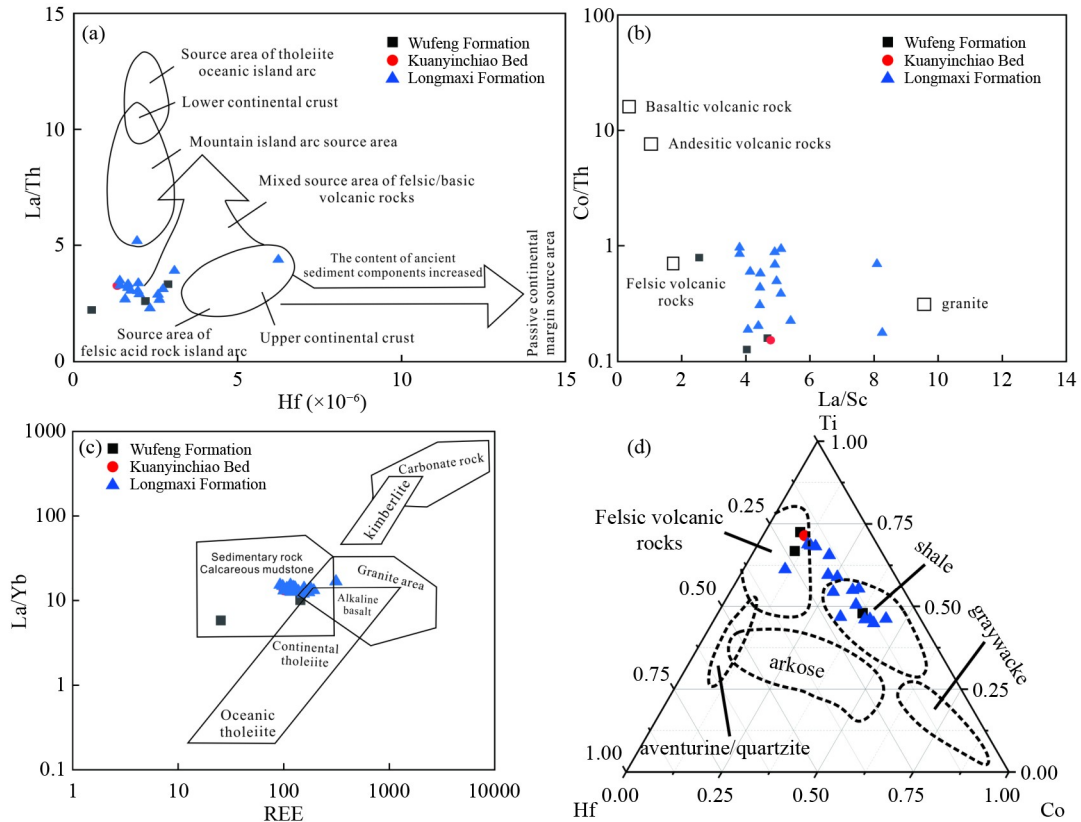 (a)
Wufeng Formation
Kuanyinchiao Bed
Longmaxi Formation
Source area of tholeiite
oceanic island arc
Lower continental crust
Mountain island arc source area
Mixed source area of felsic/basic
volcanic rocks
The content of ancient
sediment components increased
Passive continental
margin source area
Source area of
felsic acid rock island arc
Upper continental crust
La/Th
15
10
5
0
0
5
10
15
Hf (×10⁻⁶)
(b)
Wufeng Formation
Kuanyinchiao Bed
Longmaxi Formation
Basaltic volcanic rock
Andesitic volcanic rocks
Felsic volcanic
rocks
granite
Co/Th
100
10
1
0.1
0
2
4
6
8
10
12
14
La/Sc
(c)
Wufeng Formation
Kuanyinchiao Bed
Longmaxi Formation
Carbonate rock
kimberlite
Sedimentary rock
Calcareous mudstone
Granite area
Alkaline
basalt
Continental
tholeiite
Oceanic
tholeiite
La/Yb
1000
100
10
1
0.1
1
10
100
1000
10000
REE
(d)
Ti
1.00
0.25
0.75
Felsic volcanic
rocks
shale
0.50
0.50
graywacke
arkose
0.75
0.25
aventurine/quartzite
1.00
0.00
0.00
0.25
0.50
0.75
1.00
Hf
Co